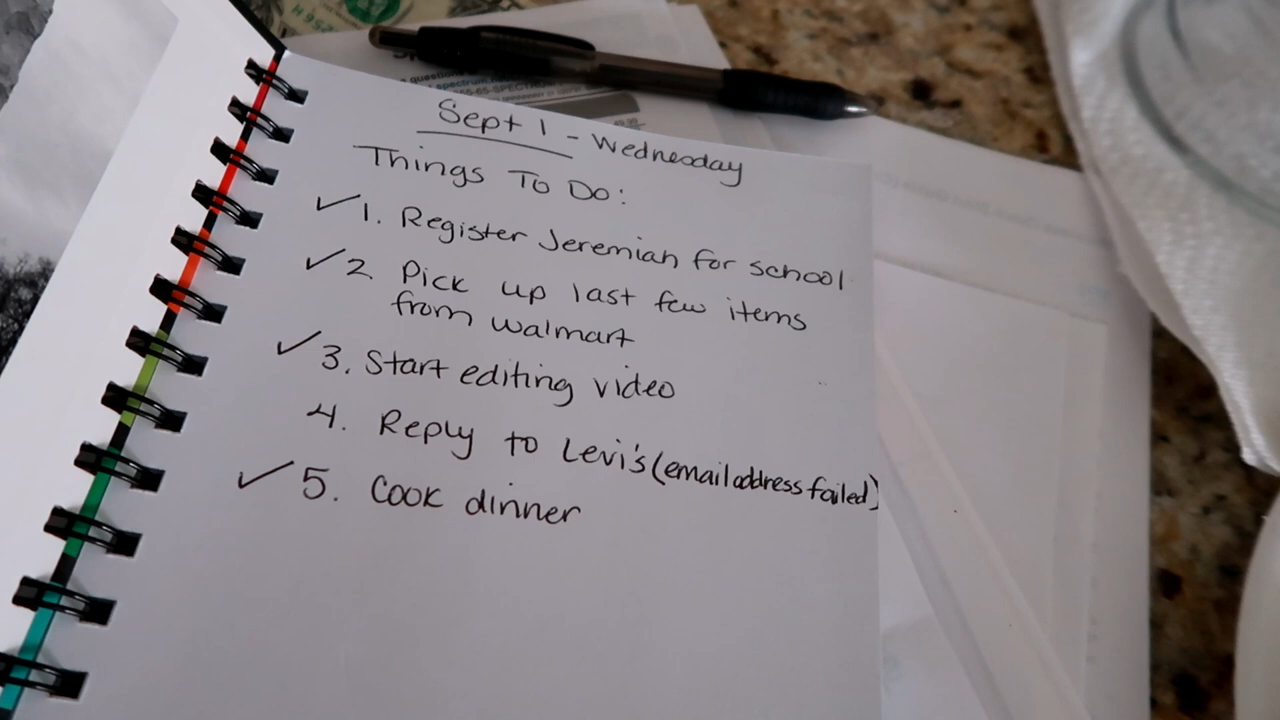 Sept 1 - Wednesday
Things To Do:
✓ 1. Register Jeremiah for school
✓ 2. Pick up last few items
from Walmart
✓ 3. Start editing video
4. Reply to Levi's (email address failed)
✓ 5. Cook dinner